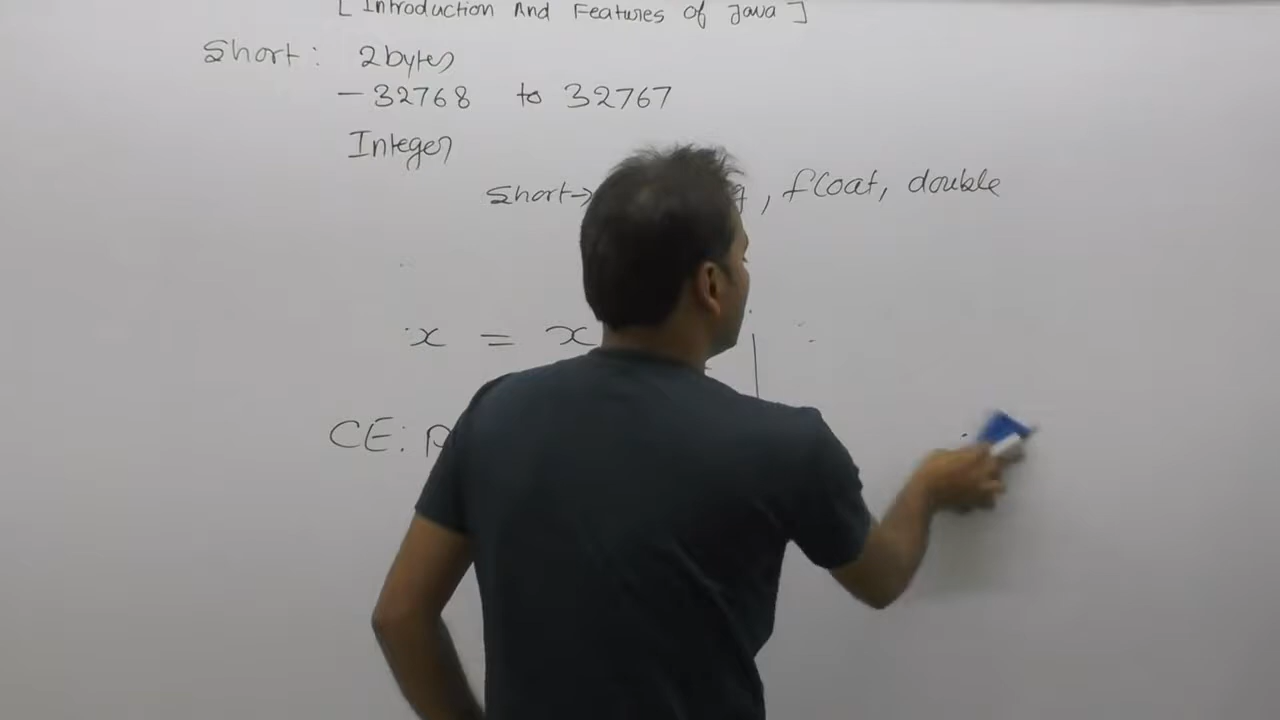 [ Introduction And Features of Java ]
Short : 2bytes
- 32768 to 32767
Integer
Short → , float, double
x = x
CE: